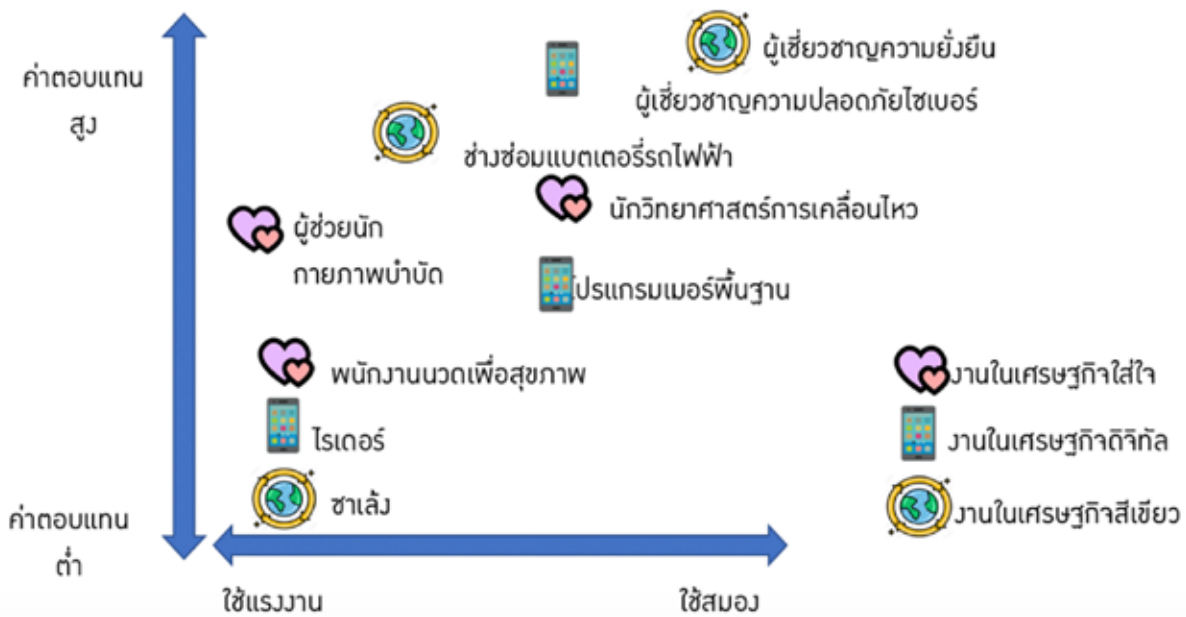 ค่าตอบแทน
สูง
ผู้เชี่ยวชาญความยั่งยืน
ผู้เชี่ยวชาญความปลอดภัยไซเบอร์
ช่างซ่อมแบตเตอรี่รถไฟฟ้า
นักวิทยาศาสตร์การเคลื่อนไหว
ผู้ช่วยนัก
กายภาพบำบัด
โปรแกรมเมอร์พื้นฐาน
พนักงานนวดเพื่อสุขภาพ
งานในเศรษฐกิจใส่ใจ
ไรเดอร์
งานในเศรษฐกิจดิจิทัล
ซาเล้ง
งานในเศรษฐกิจสีเขียว
ค่าตอบแทน
ต่ำ
ใช้แรงงาน
ใช้สมอง